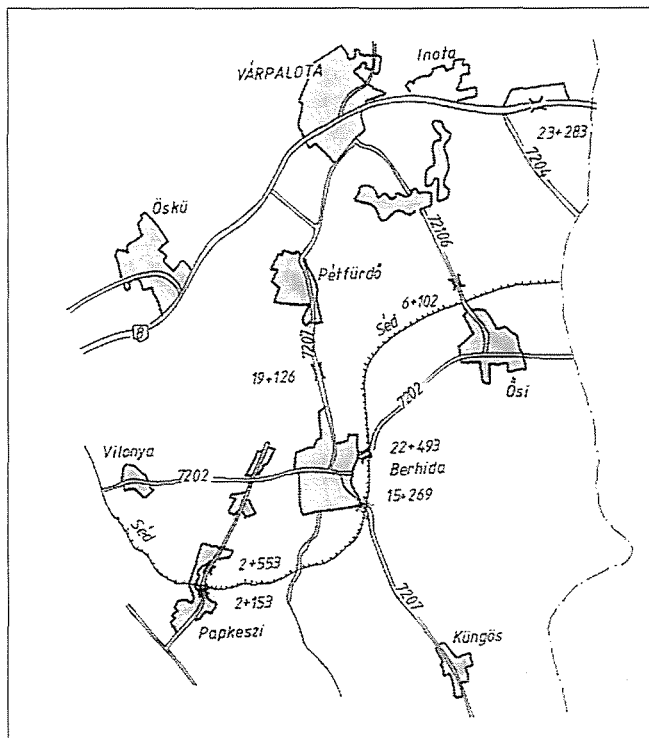 Inota
VÁRPALOTA
23+283
7204
Öskü
72106
Pétfürdő
6+102
Séd
8
7207
19+126
Ősi
7202
22+493
Vilonya
7202
Berhida
15+269
Séd
2+553
7207
2+153
Papkeszi
Küngös